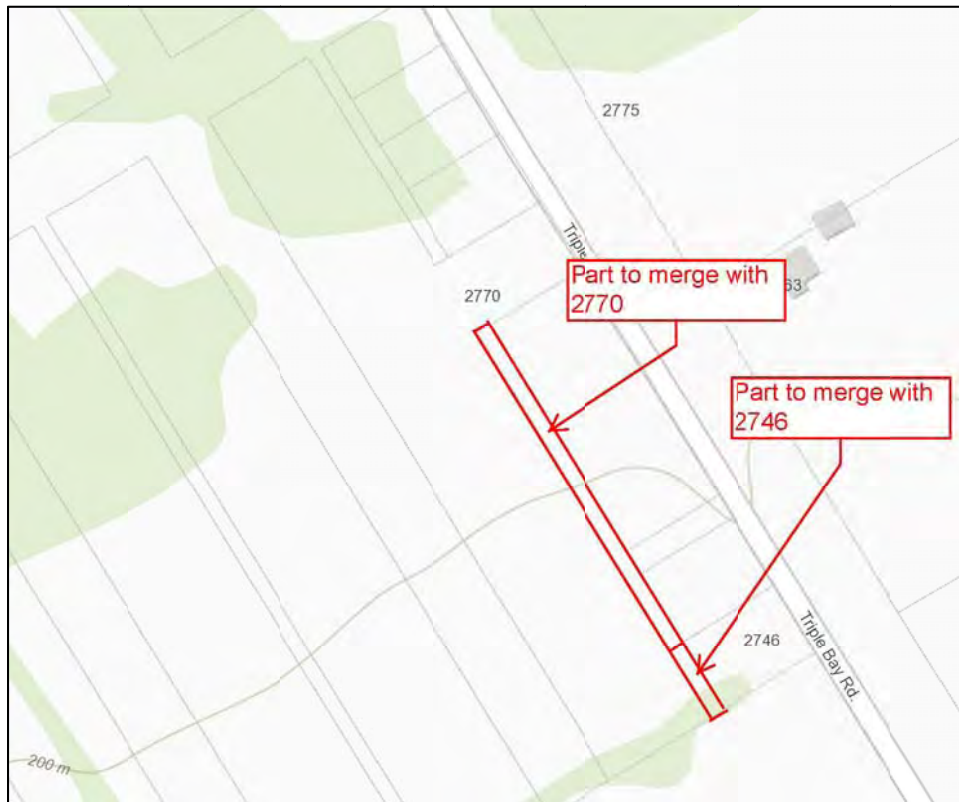 2775
Triple
Part to merge with
2770
63
2770
Part to merge with
2746
2746
Triple Bay Rd.
200 m